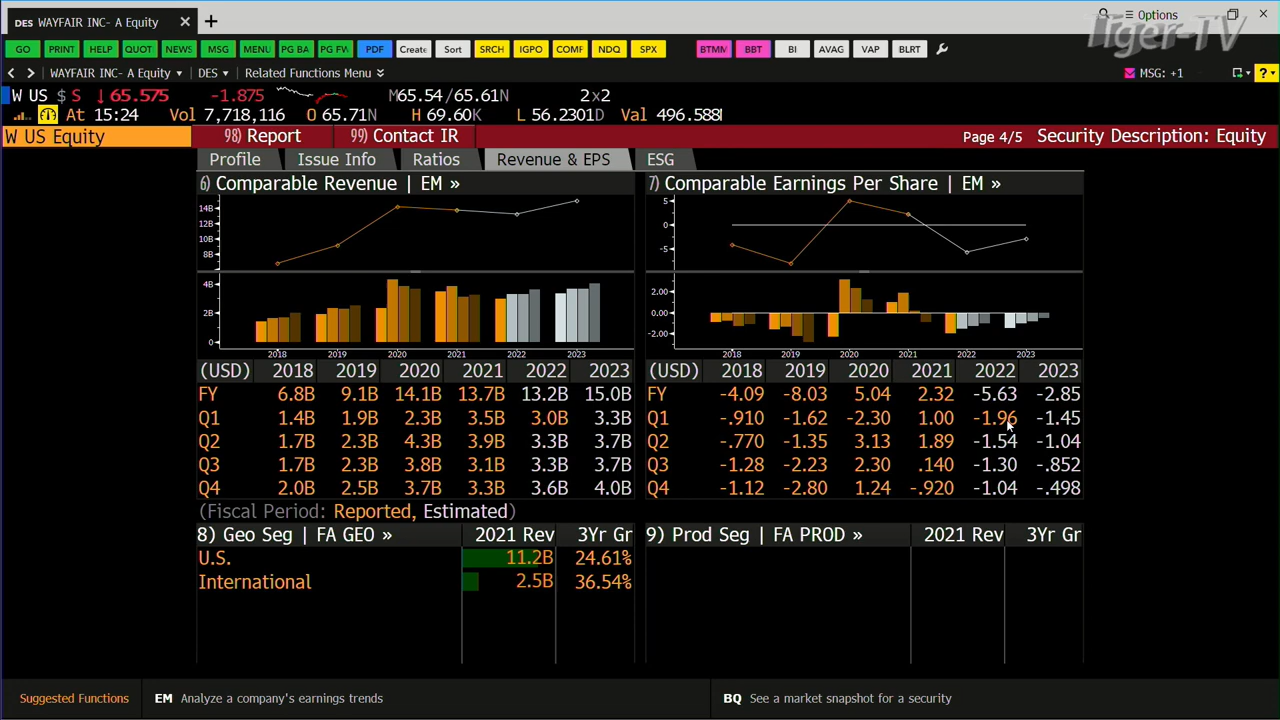 DES WAYFAIR INC- A Equity × +
Options
Tiger-TV
GO PRINT HELP QUOT NEWS MSG MENU PG BA PG FW PDF Create Sort SRCH IGPO COMF NDQ SPX BTMM BBT BI AVAG VAP BLRT
< > WAYFAIR INC- A Equity DES Related Functions Menu MSG: +1 ?
W US $ S ↓65.575 -1.875 M65.54/65.61N 2x2
At 15:24 Vol 7,718,116 O 65.71N H 69.60K L 56.2301D Val 496.588M
W US Equity 98) Report 99) Contact IR Page 4/5 Security Description: Equity
Profile Issue Info Ratios Revenue & EPS ESG
6) Comparable Revenue | EM »
14B
12B
10B
8B
4B
2B
0
2018 2019 2020 2021 2022 2023
(USD) 2018 2019 2020 2021 2022 2023
FY 6.8B 9.1B 14.1B 13.7B 13.2B 15.0B
Q1 1.4B 1.9B 2.3B 3.5B 3.0B 3.3B
Q2 1.7B 2.3B 4.3B 3.9B 3.3B 3.7B
Q3 1.7B 2.3B 3.8B 3.1B 3.3B 3.7B
Q4 2.0B 2.5B 3.7B 3.3B 3.6B 4.0B
7) Comparable Earnings Per Share | EM »
5
0
-5
2.00
0.00
-2.00
2018 2019 2020 2021 2022 2023
(USD) 2018 2019 2020 2021 2022 2023
FY -4.09 -8.03 5.04 2.32 -5.63 -2.85
Q1 -.910 -1.62 -2.30 1.00 -1.96 -1.45
Q2 -.770 -1.35 3.13 1.89 -1.54 -1.04
Q3 -1.28 -2.23 2.30 .140 -1.30 -.852
Q4 -1.12 -2.80 1.24 -.920 -1.04 -.498
(Fiscal Period: Reported, Estimated)
8) Geo Seg | FA GEO » 2021 Rev 3Yr Gr
U.S. 11.2B 24.61%
International 2.5B 36.54%
9) Prod Seg | FA PROD » 2021 Rev 3Yr Gr
Suggested Functions EM Analyze a company's earnings trends BQ See a market snapshot for a security